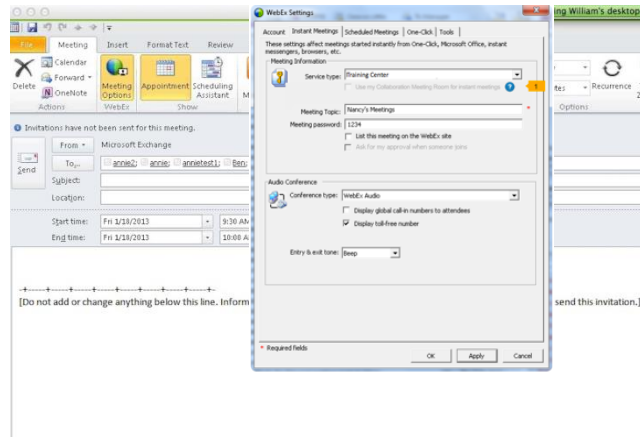 ing William's desktop
File Meeting Insert Format Text Review
Delete
Calendar
Forward
OneNote
Actions
Meeting Options
WebEx
Appointment
Scheduling Assistant
Show
Recurrence
Options
Invitations have not been sent for this meeting.
Send
From Microsoft Exchange
To... annie2; annie; annietest1; Ben;
Subject:
Location:
Start time: Fri 1/18/2013 9:30 AM
End time: Fri 1/18/2013 10:00 A
[Do not add or change anything below this line. Inform
send this invitation.]
WebEx Settings
Account Instant Meetings Scheduled Meetings One-Click Tools
These settings affect meetings started instantly from One-Click, Microsoft Office, instant
messengers, browsers, etc.
Meeting Information
Service type: Training Center
Use my Collaboration Meeting Room for instant meetings ? 1
Meeting Topic: Nancy's Meetings *
Meeting password: 1234
List this meeting on the WebEx site
Ask for my approval when someone joins
Audio Conference
Conference type: WebEx Audio
Display global call-in numbers to attendees
Display toll-free number
Entry & exit tone: Beep
* Required fields
OK Apply Cancel